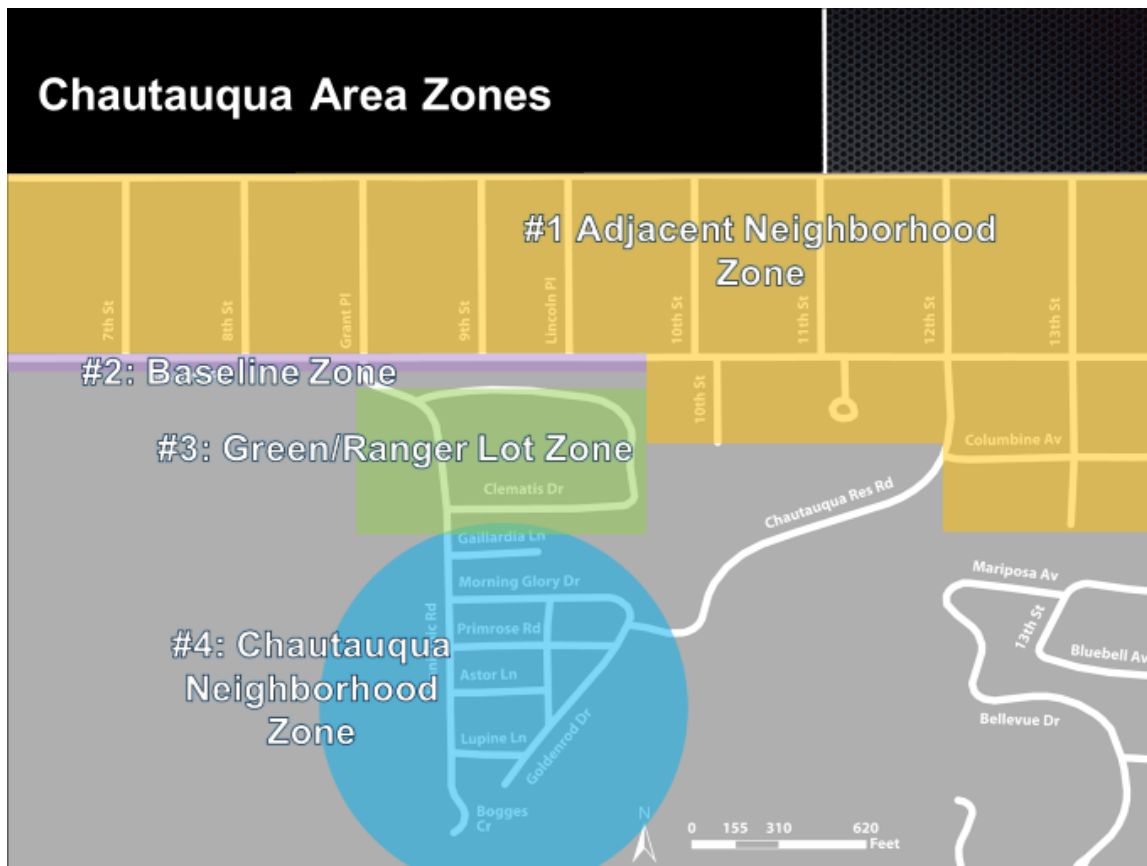 Chautauqua Area Zones
#1 Adjacent Neighborhood
Zone
7th St
8th St
Grant Pl
9th St
Lincoln Pl
10th St
11th St
12th St
13th St
#2: Baseline Zone
10th St
#3: Green/Ranger Lot Zone
Columbine Av
Clematis Dr
Chautauqua Res Rd
Gaillardia Ln
Mariposa Av
Morning Glory Dr
13th St
Primrose Rd
#4: Chautauqua
Neighborhood
Zone
Bluebell Av
Astor Ln
Bellevue Dr
Lupine Ln
Goldenrod Dr
Bogges
Cr
N
0 155 310 620
Feet